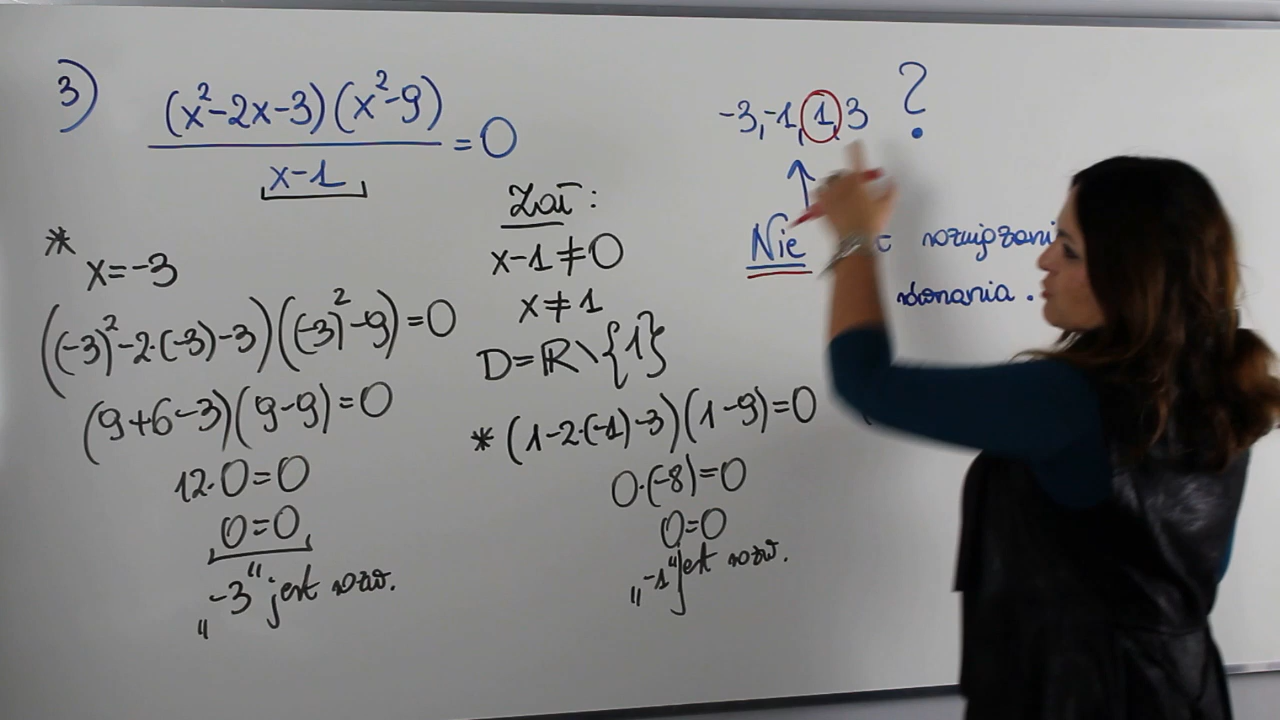 3)
(x²-2x-3)(x²-9)
x-1
=0
-3,-1,1,3 ?
Nie
Zał:
x-1≠0
x≠1
D=ℝ\{1}
* x=-3
((-3)²-2·(-3)-3)((-3)²-9)=0
(9+6-3)(9-9)=0
12·0=0
0=0
„-3" jest rozw.
* (1-2·(-1)-3)(1-9)=0
0·(-8)=0
0=0
„-1" jest rozw.